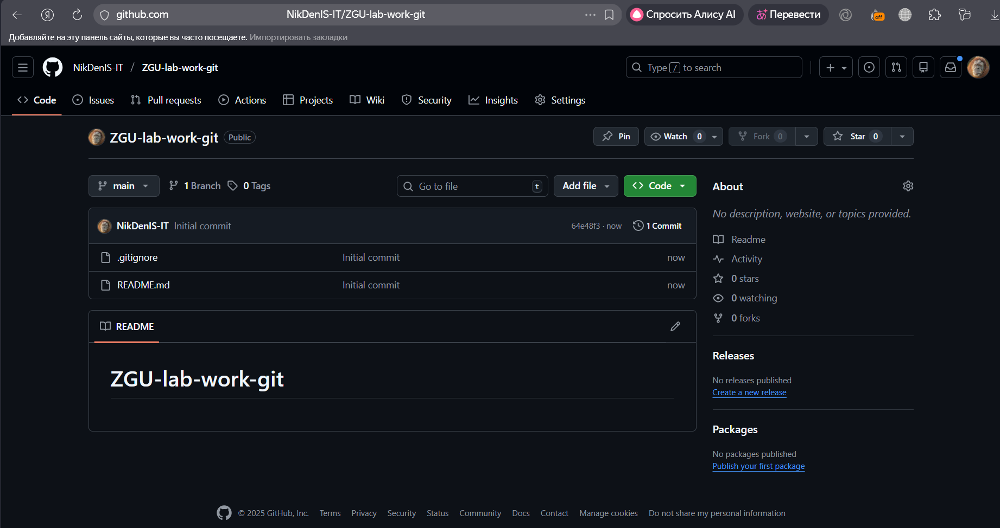 github.com
NikDenIS-IT/ZGU-lab-work-git
Спросить Алису AI
Перевести
off
Добавляйте на эту панель сайты, которые вы часто посещаете. Импортировать закладки
NikDenIS-IT / ZGU-lab-work-git
Type / to search
Code
Issues
Pull requests
Actions
Projects
Wiki
Security
Insights
Settings
ZGU-lab-work-git Public
Pin
Watch 0
Fork 0
Star 0
main
1 Branch
0 Tags
Go to file t
Add file
Code
NikDenIS-IT Initial commit
64e48f3 · now
1 Commit
.gitignore Initial commit now
README.md Initial commit now
README
ZGU-lab-work-git
About
No description, website, or topics provided.
Readme
Activity
0 stars
0 watching
0 forks
Releases
No releases published
Create a new release
Packages
No packages published
Publish your first package
© 2025 GitHub, Inc. Terms Privacy Security Status Community Docs Contact Manage cookies Do not share my personal information